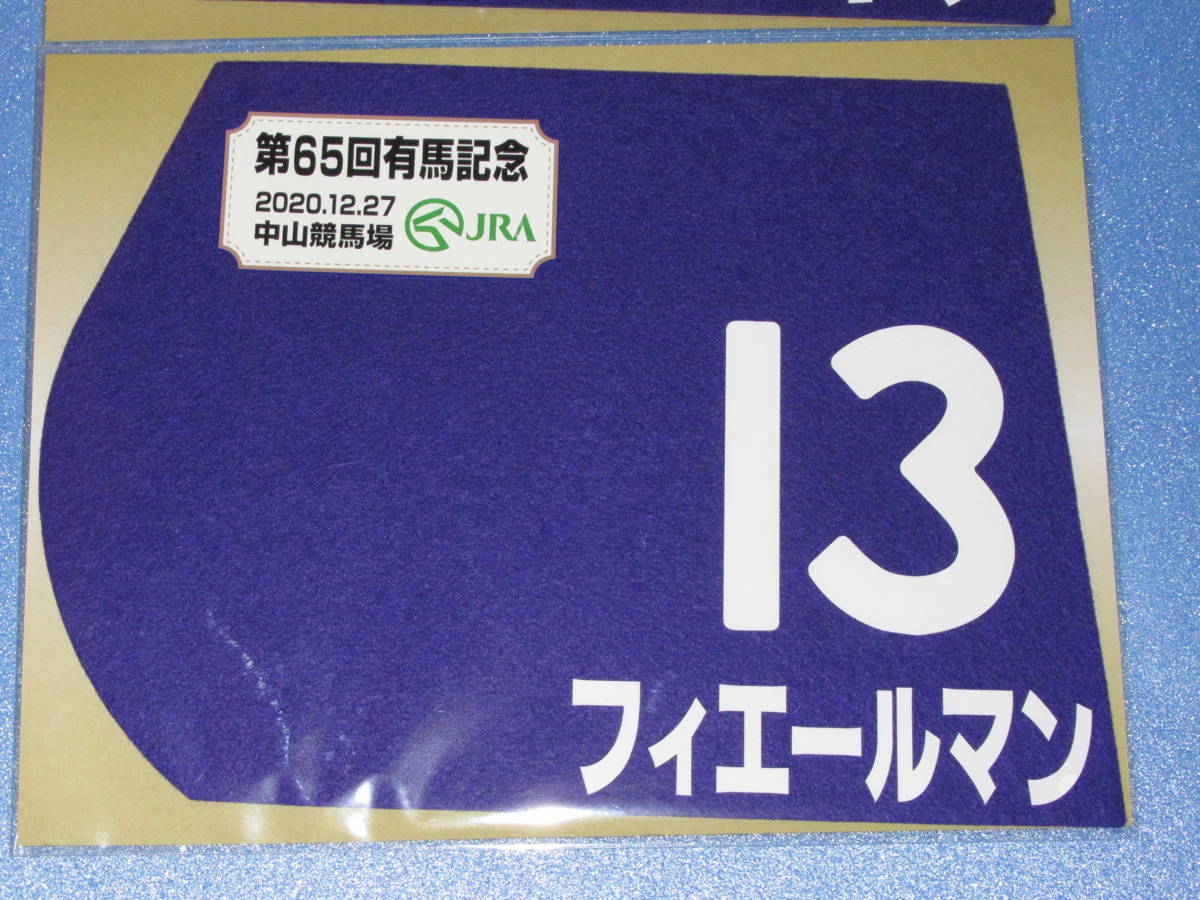 第65回有馬記念
2020.12.27
中山競馬場
JRA
13
フィエールマン